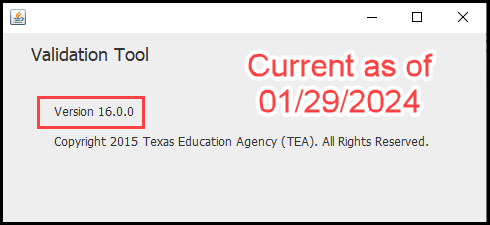 Validation Tool
Current as of
01/29/2024
Version 16.0.0
Copyright 2015 Texas Education Agency (TEA). All Rights Reserved.